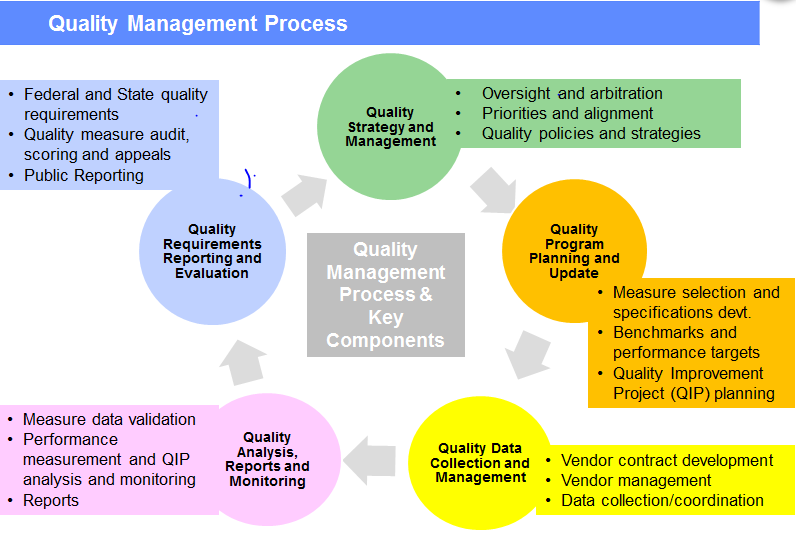 Quality Management Process
• Federal and State quality
requirements
• Quality measure audit,
scoring and appeals
• Public Reporting
Quality
Strategy and
Management
• Oversight and arbitration
• Priorities and alignment
• Quality policies and strategies
Quality
Requirements
Reporting and
Evaluation
Quality
Management
Process &
Key
Components
Quality
Program
Planning and
Update
• Measure selection and
specifications devt.
• Benchmarks and
performance targets
• Quality Improvement
Project (QIP) planning
• Measure data validation
• Performance
measurement and QIP
analysis and monitoring
• Reports
Quality
Analysis,
Reports and
Monitoring
Quality Data
Collection and
Management
• Vendor contract development
• Vendor management
• Data collection/coordination